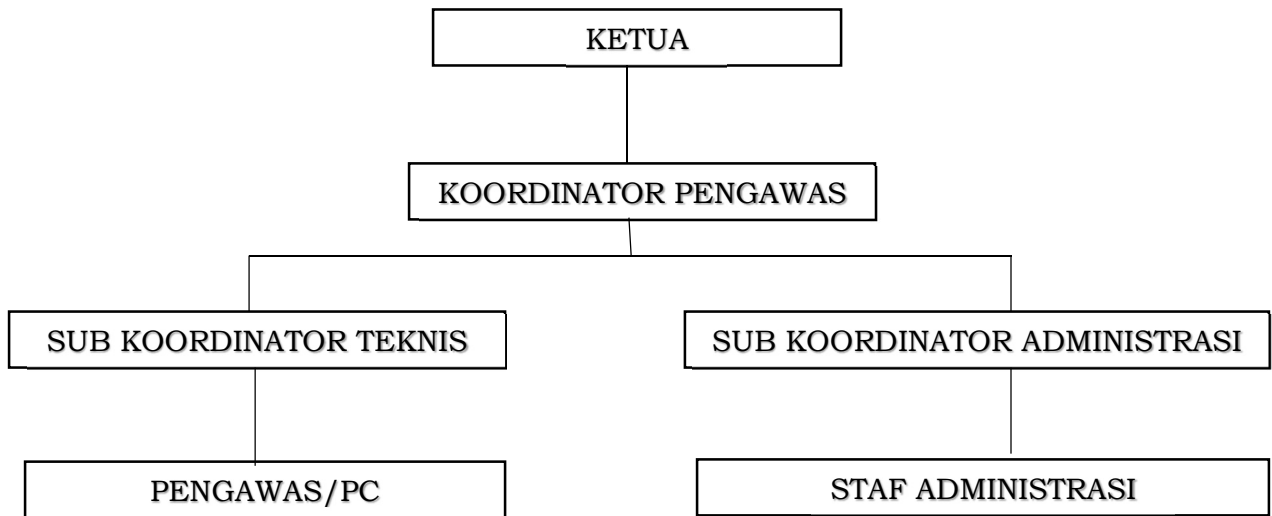 KETUA
KOORDINATOR PENGAWAS
SUB KOORDINATOR TEKNIS
SUB KOORDINATOR ADMINISTRASI
PENGAWAS/PC
STAF ADMINISTRASI